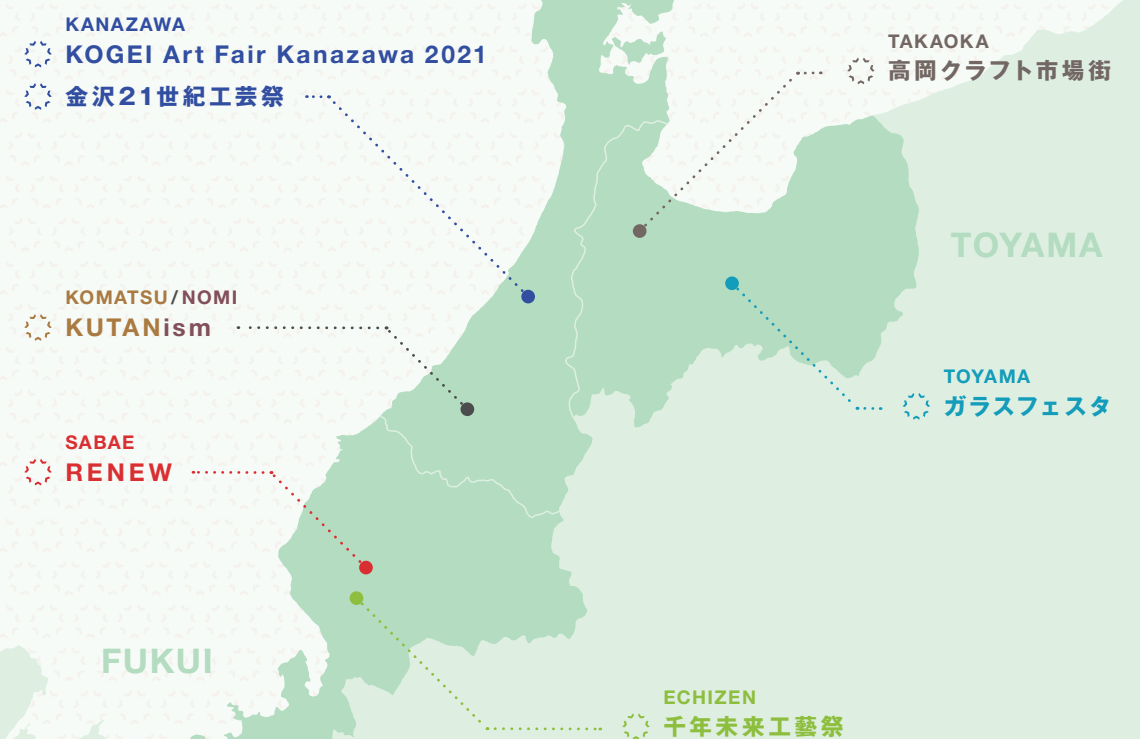 KANAZAWA
KOGEI Art Fair Kanazawa 2021
金沢21世紀工芸祭
TAKAOKA
高岡クラフト市場街
TOYAMA
KOMATSU/NOMI
KUTANism
TOYAMA
ガラスフェスタ
SABAE
RENEW
FUKUI
ECHIZEN
千年未来工藝祭